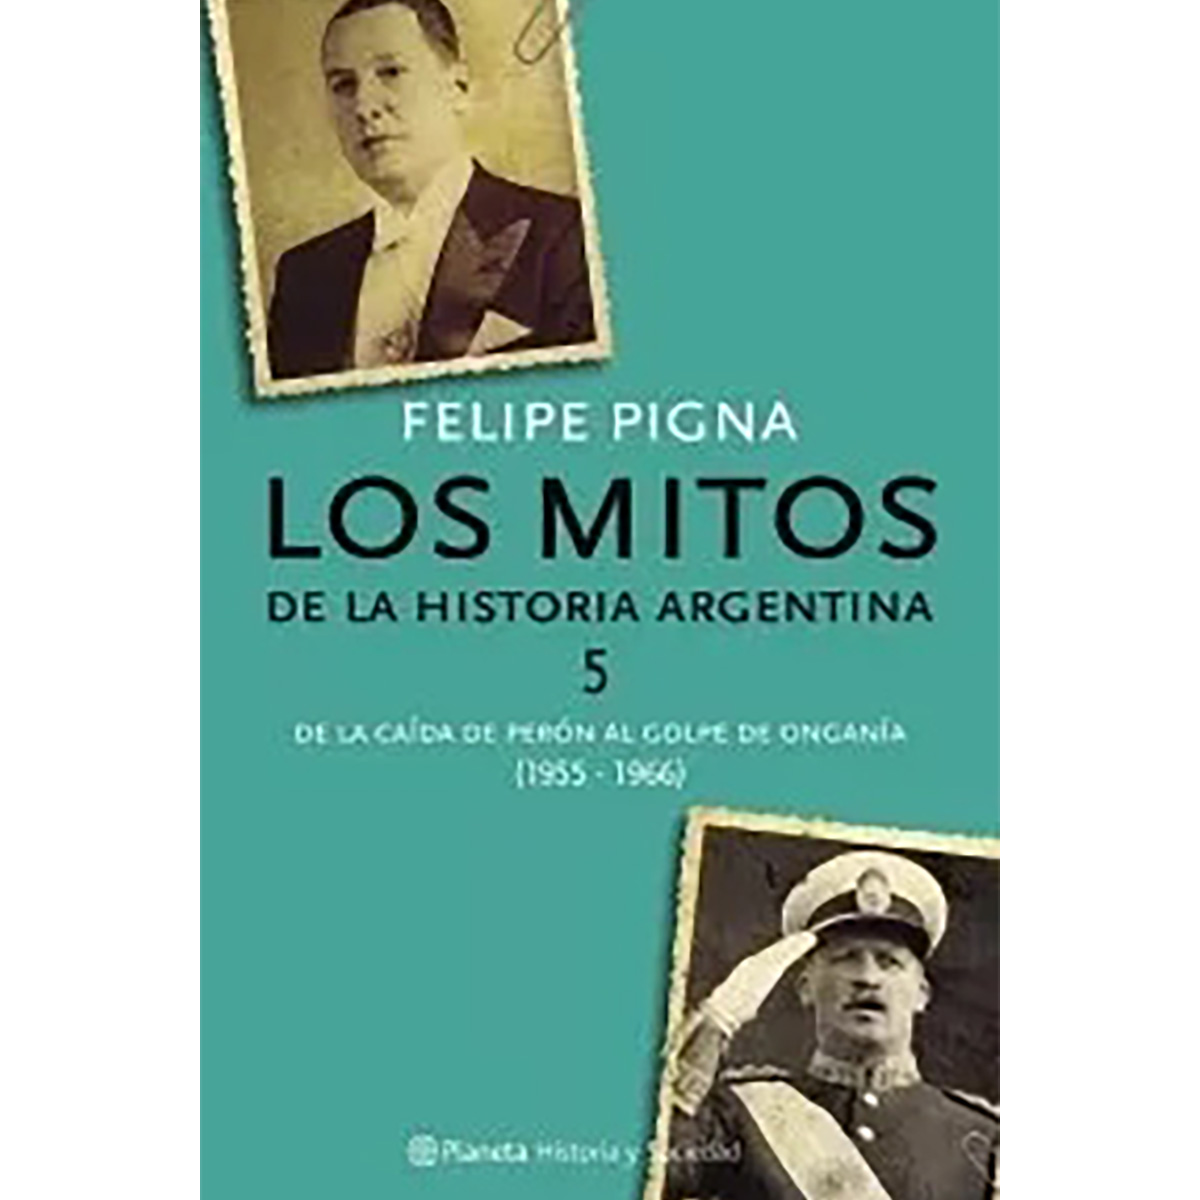 FELIPE PIGNA
LOS MITOS
DE LA HISTORIA ARGENTINA
5
DE LA CAÍDA DE PERÓN AL GOLPE DE ONGANÍA
(1955 - 1966)
Planeta Historia y Sociedad